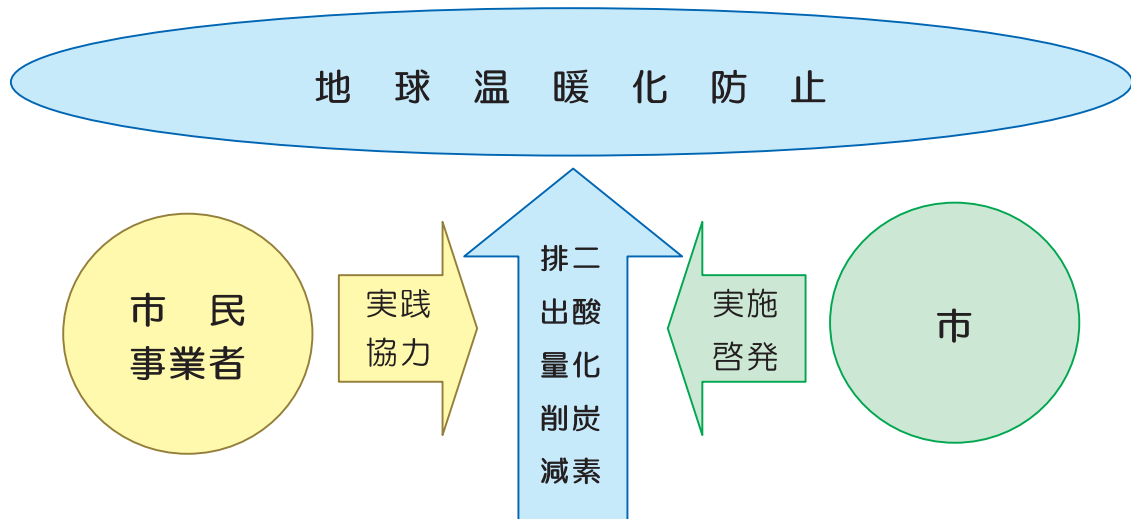 地球温暖化防止
市民
事業者
実践
協力
二酸化炭素
排出量削減
実施
啓発
市